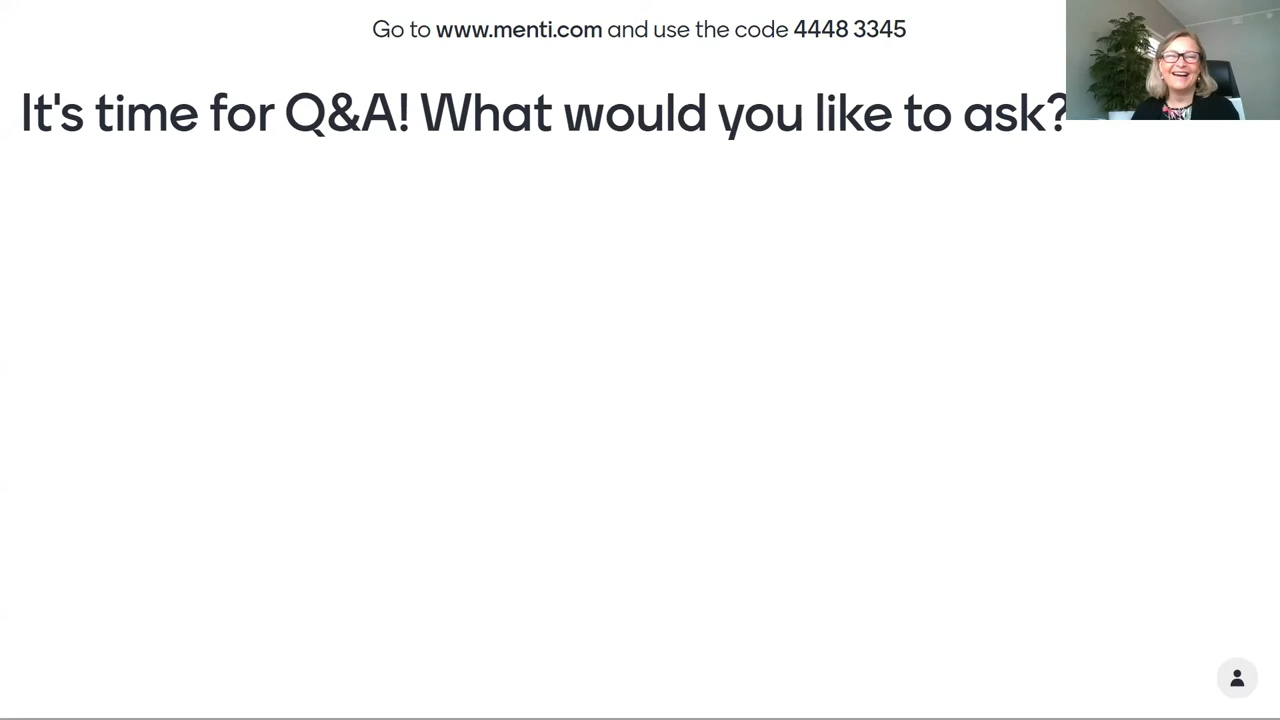 Go to www.menti.com and use the code 4448 3345
It's time for Q&A! What would you like to ask?